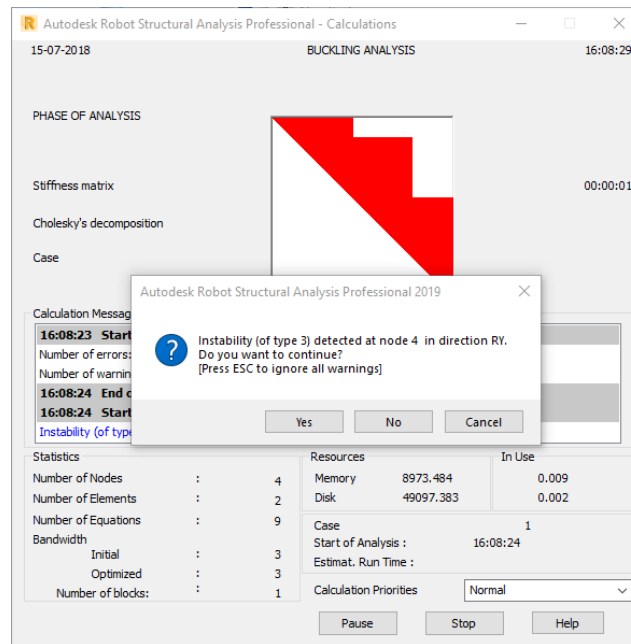 Autodesk Robot Structural Analysis Professional - Calculations
15-07-2018 BUCKLING ANALYSIS 16:08:29
PHASE OF ANALYSIS
Stiffness matrix 00:00:01
Cholesky's decomposition
Case
Autodesk Robot Structural Analysis Professional 2019
Instability (of type 3) detected at node 4 in direction RY.
Do you want to continue?
[Press ESC to ignore all warnings]
Yes No Cancel
Calculation Messag
16:08:23 Start
Number of errors:
Number of warnin
16:08:24 End o
16:08:24 Start
Instability (of type
Statistics Resources In Use
Number of Nodes : 4 Memory 8973.484 0.009
Number of Elements : 2 Disk 49097.383 0.002
Number of Equations : 9 Case 1
Bandwidth Start of Analysis : 16:08:24
Initial : 3 Estimat. Run Time :
Optimized : 3
Number of blocks: : 1 Calculation Priorities Normal
Pause Stop Help